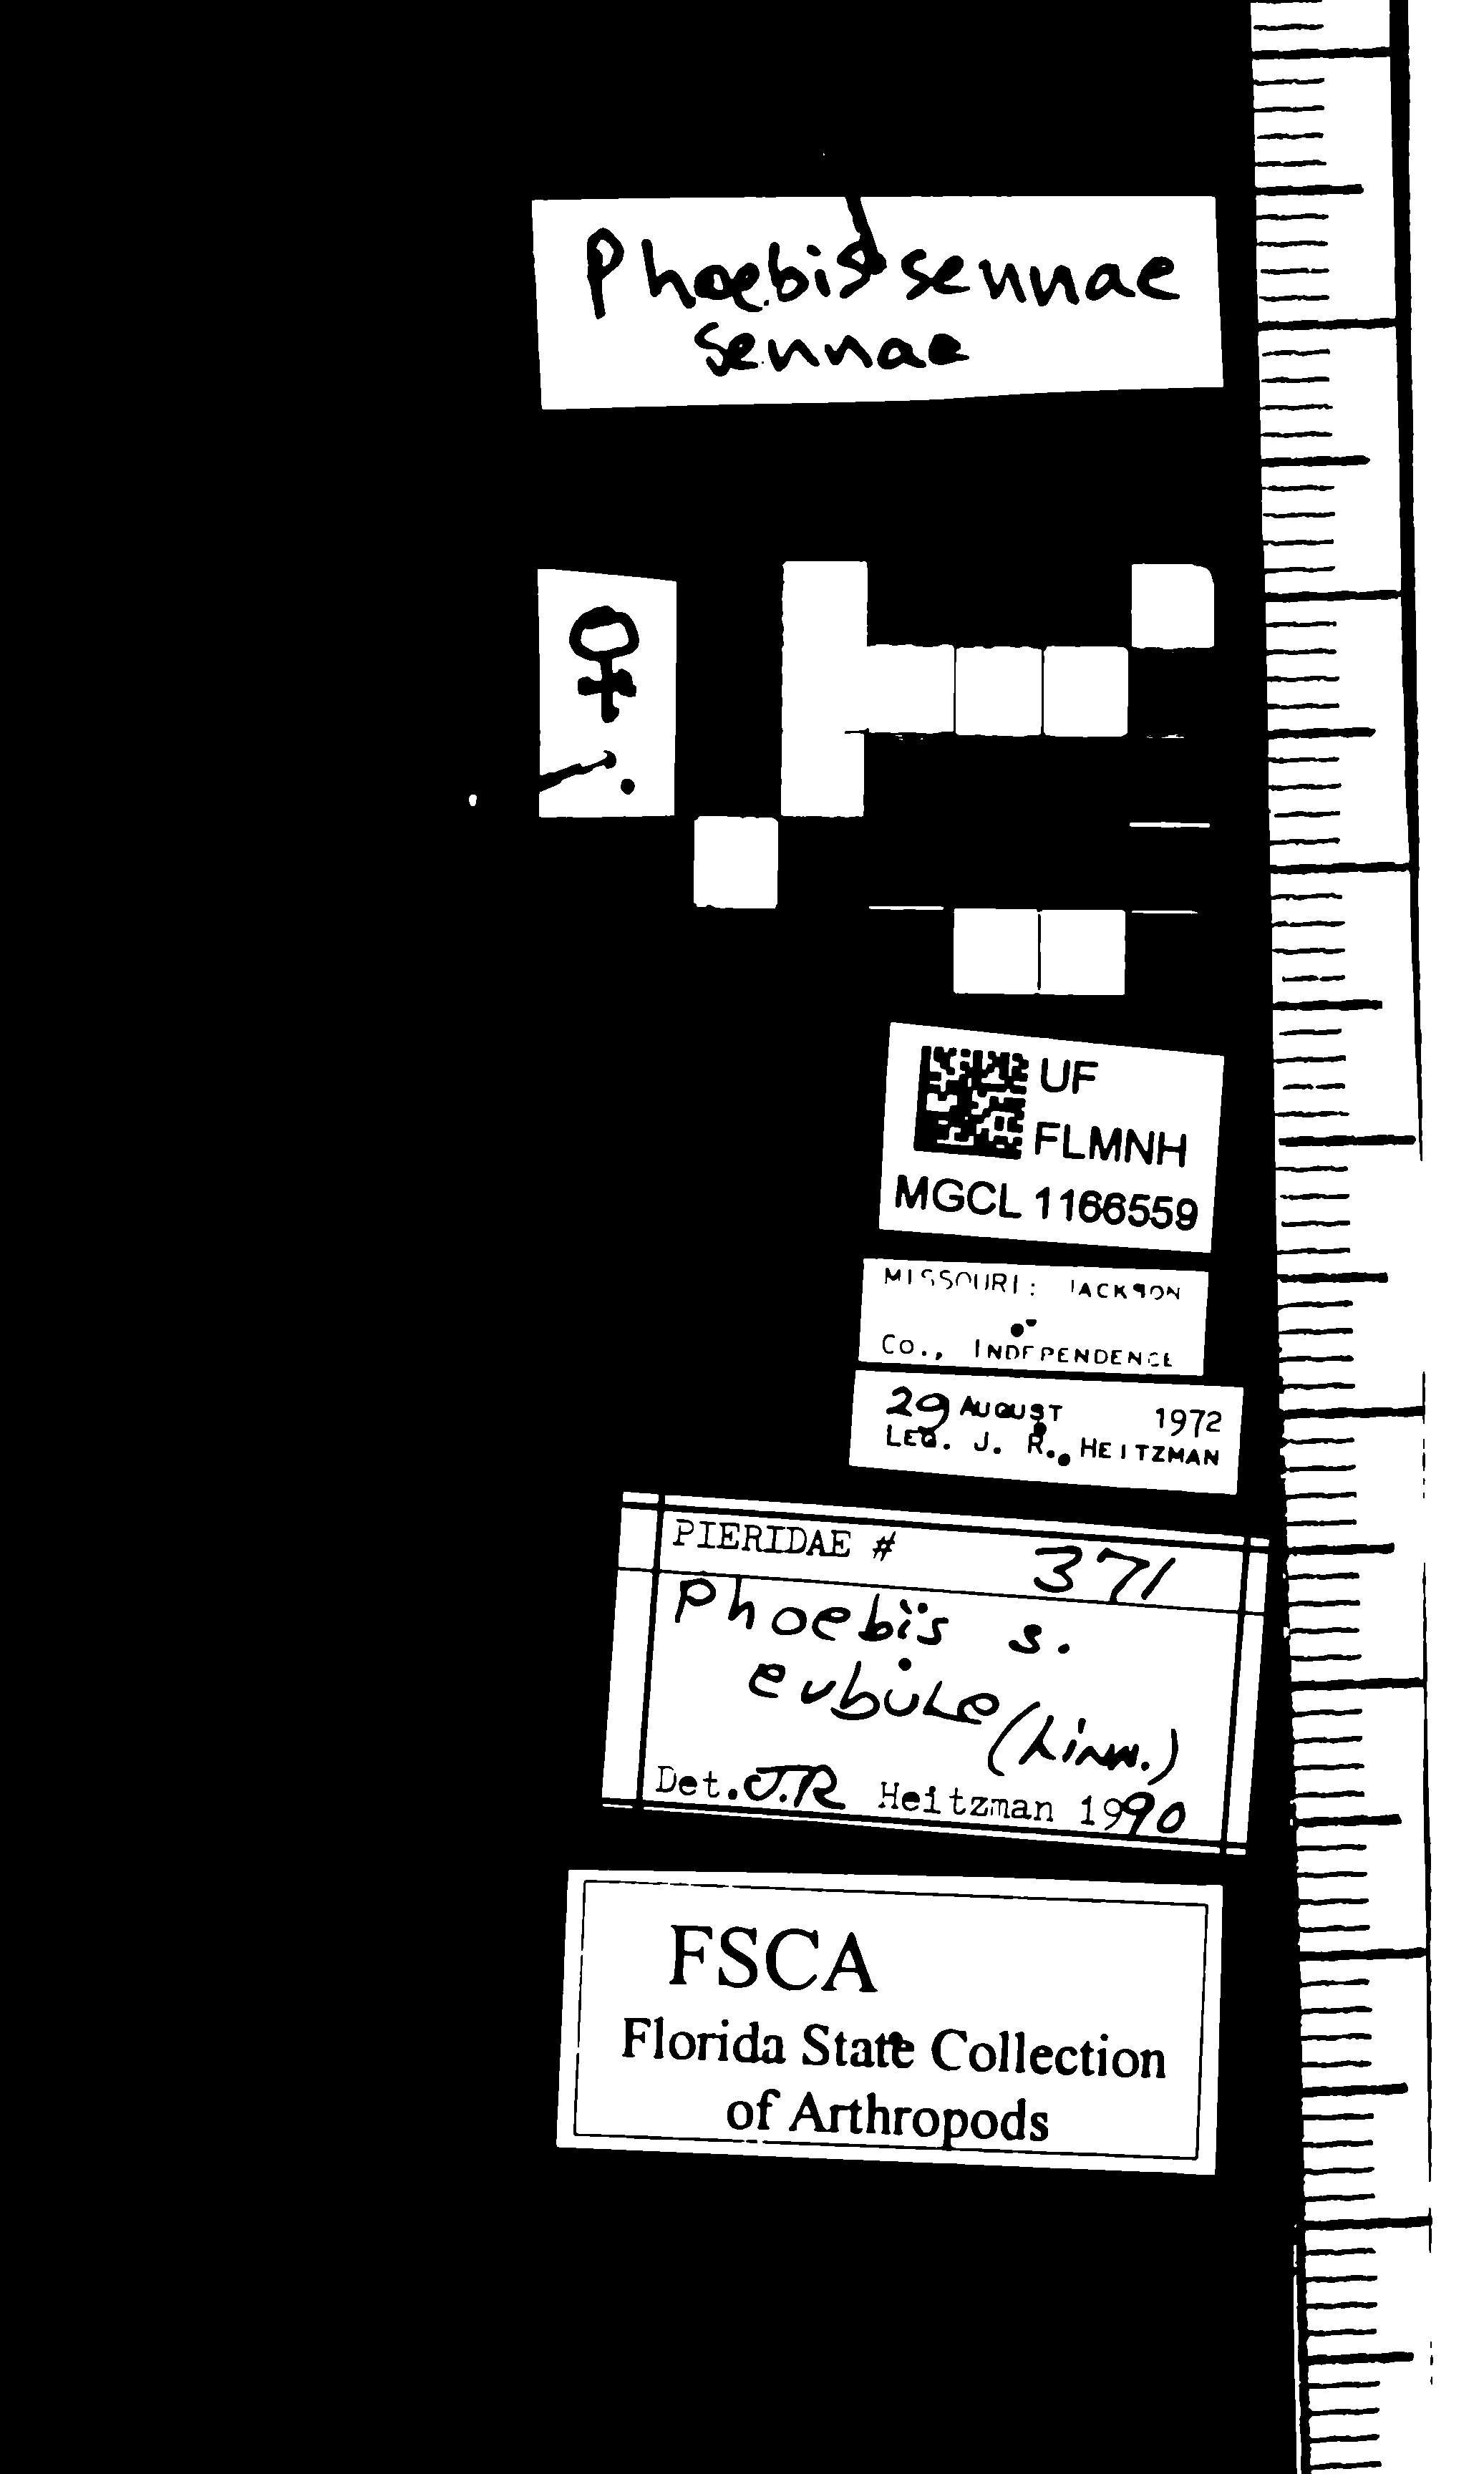 Phoebis sennae
sennae
♀
UF
FLMNH
MGCL 1166559
MISSOURI: JACKSON
Co., INDEPENDENCE
29 AUGUST 1972
LEG. J. R. HEITZMAN
PIERIDAE # 371
Phoebis s.
eubule (Linn.)
Det. J.R Heitzman 1990
FSCA
Florida State Collection
of Arthropods